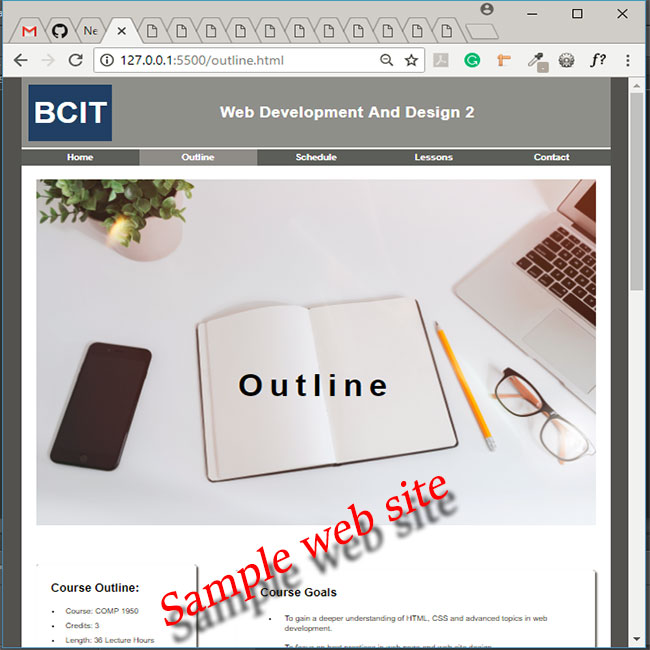 Ne
127.0.0.1:5500/outline.html
f?
BCIT
Web Development And Design 2
Home
Outline
Schedule
Lessons
Contact
Outline
Sample web site
Course Outline:
Course: COMP 1950
Credits: 3
Length: 36 Lecture Hours
Course Goals
To gain a deeper understanding of HTML, CSS and advanced topics in web
development.